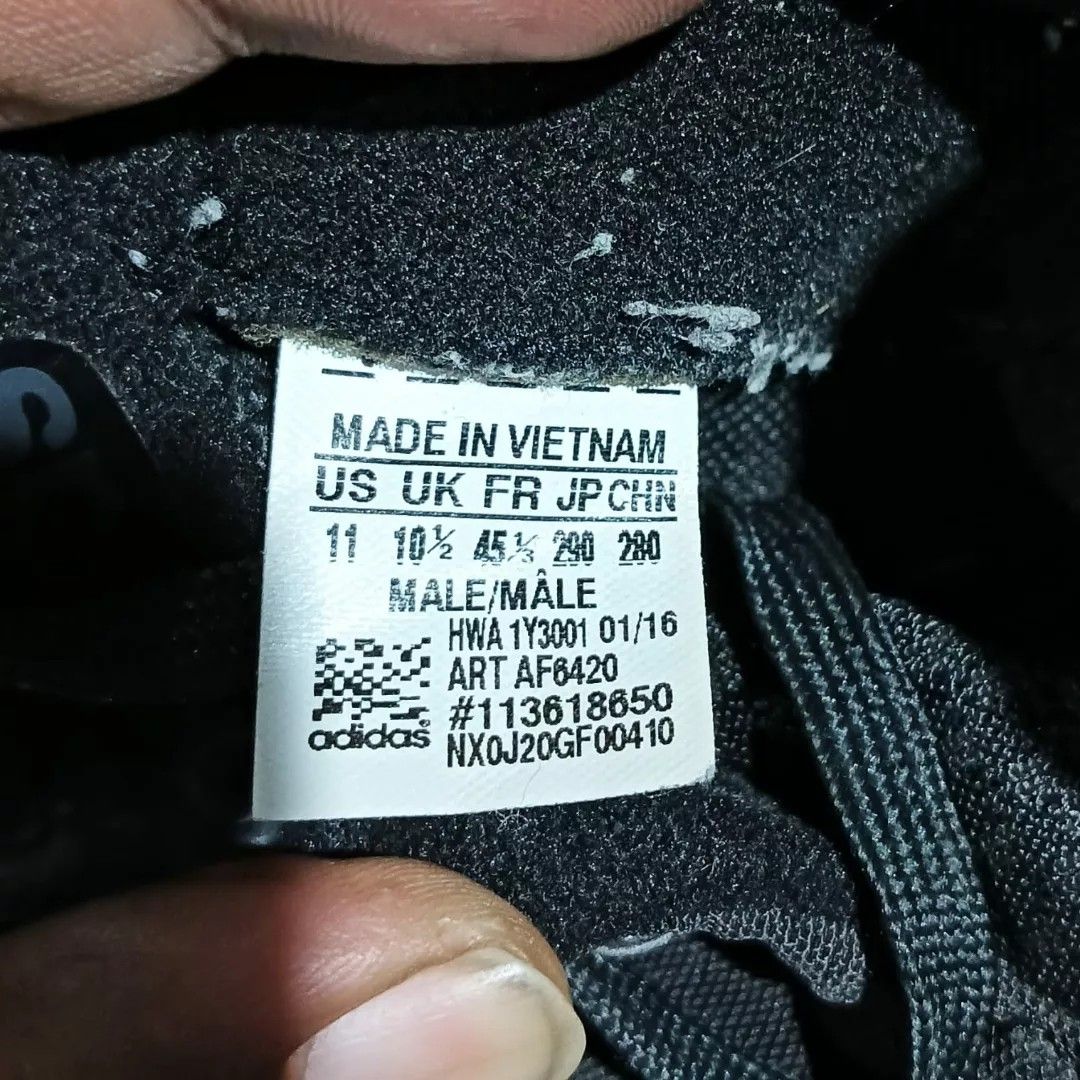 MADE IN VIETNAM
US UK FR JP CHN
11 10½ 45⅓ 290 280
MALE/MÂLE
HWA 1Y3001 01/16
ART AF6420
#113618650
adidas®
NX0J20GF00410